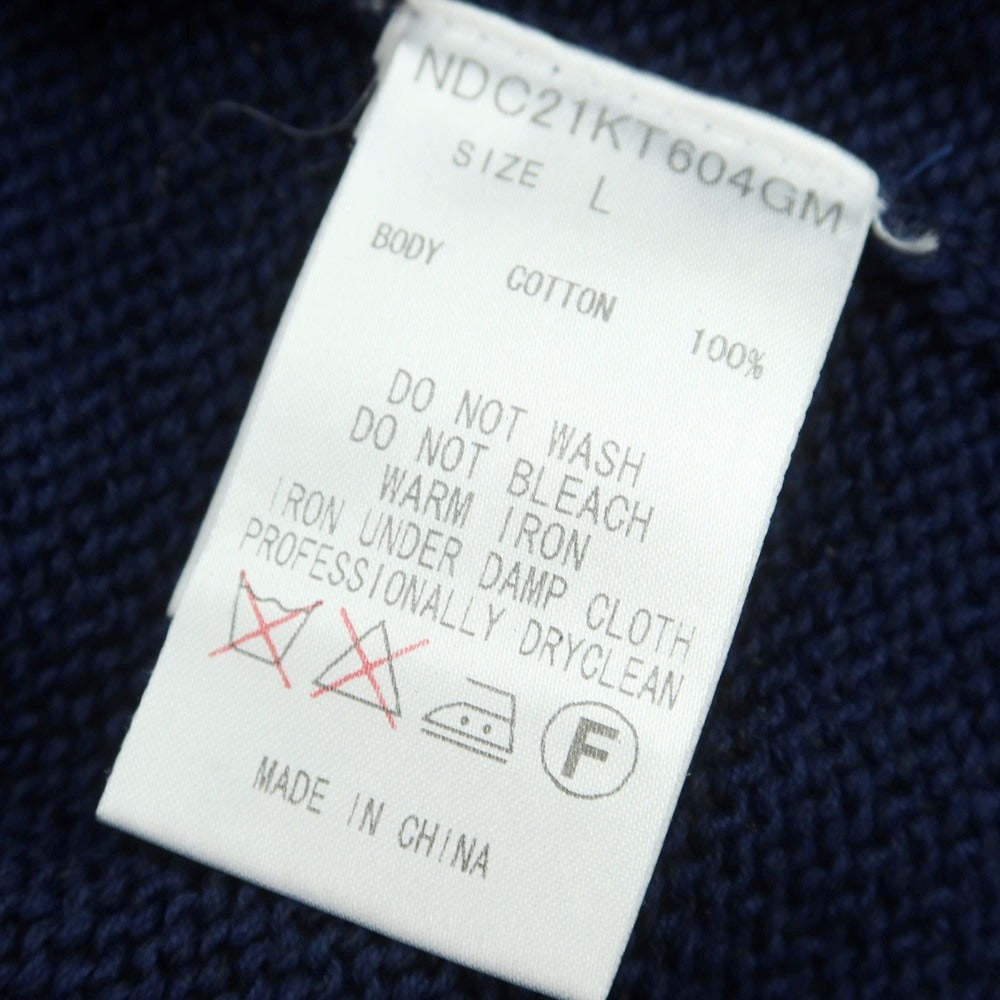 NDC21KT604GM
SIZE L
BODY COTTON 100%
DO NOT WASH
DO NOT BLEACH
WARM IRON
IRON UNDER DAMP CLOTH
PROFESSIONALLY DRYCLEAN
F
MADE IN CHINA